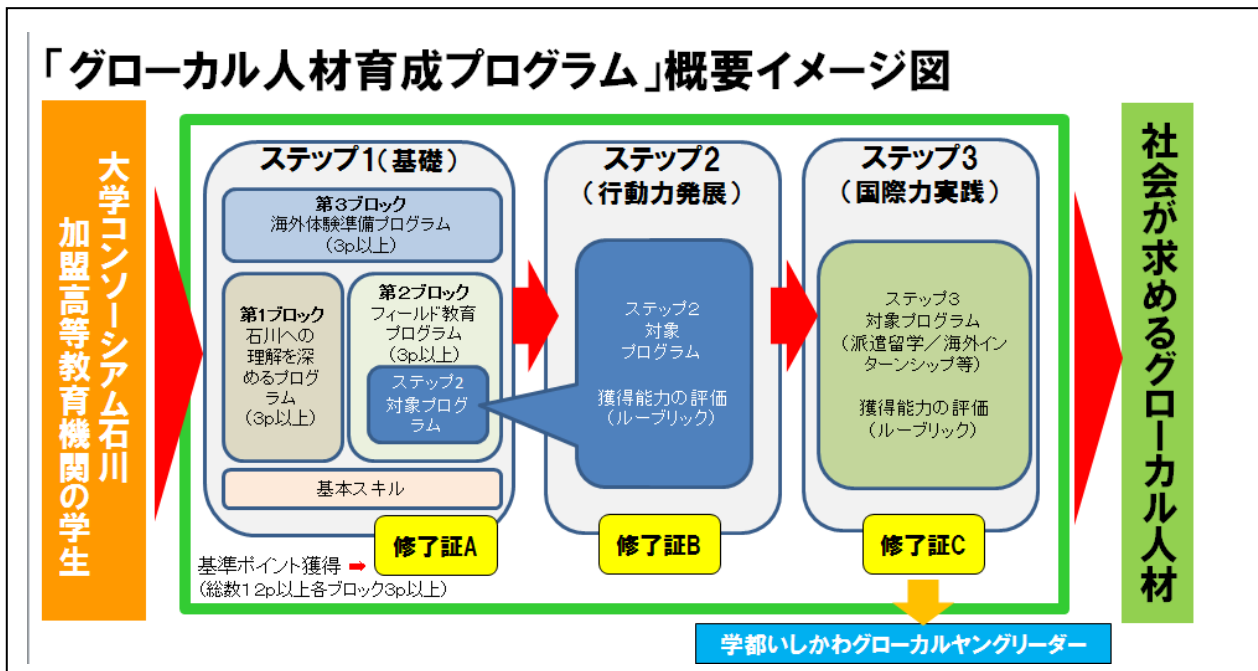 「グローカル人材育成プログラム」概要イメージ図
大学コンソーシアム石川
加盟高等教育機関の学生
ステップ1(基礎)
第3ブロック
海外体験準備プログラム
(3p以上)
第1ブロック
石川への
理解を深
めるプログ
ラム
(3p以上)
第2ブロック
フィールド教育
プログラム
(3p以上)
ステップ2
対象プログ
ラム
基本スキル
修了証A
基準ポイント獲得
(総数12p以上各ブロック3p以上)
ステップ2
(行動力発展)
ステップ2
対象
プログラム
獲得能力の評価
(ルーブリック)
修了証B
ステップ3
(国際力実践)
ステップ3
対象プログラム
(派遣留学/海外イン
ターンシップ等)
獲得能力の評価
(ルーブリック)
修了証C
学都いしかわグローカルヤングリーダー
社会が求めるグローカル人材